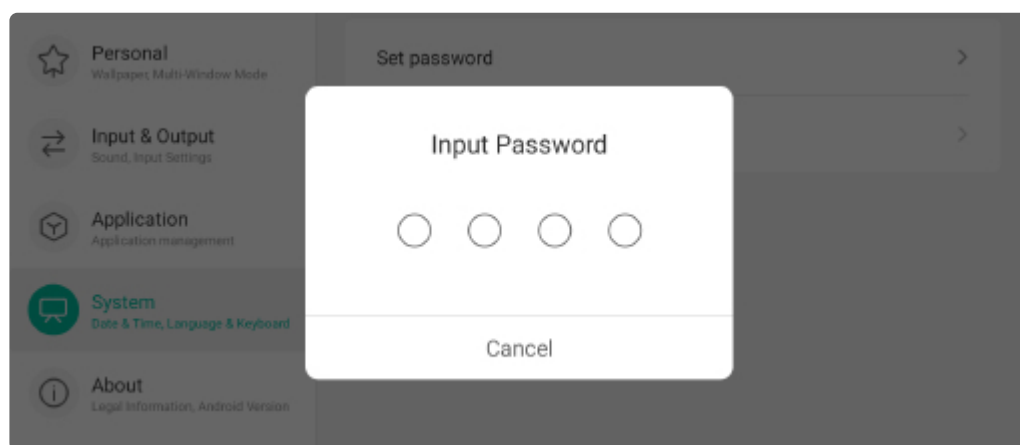 Personal
Wallpaper, Multi-Window Mode
Set password
Input & Output
Sound, Input Settings
Input Password
Application
Application management
System
Date & Time, Language & Keyboard
Cancel
About
Legal Information, Android Version